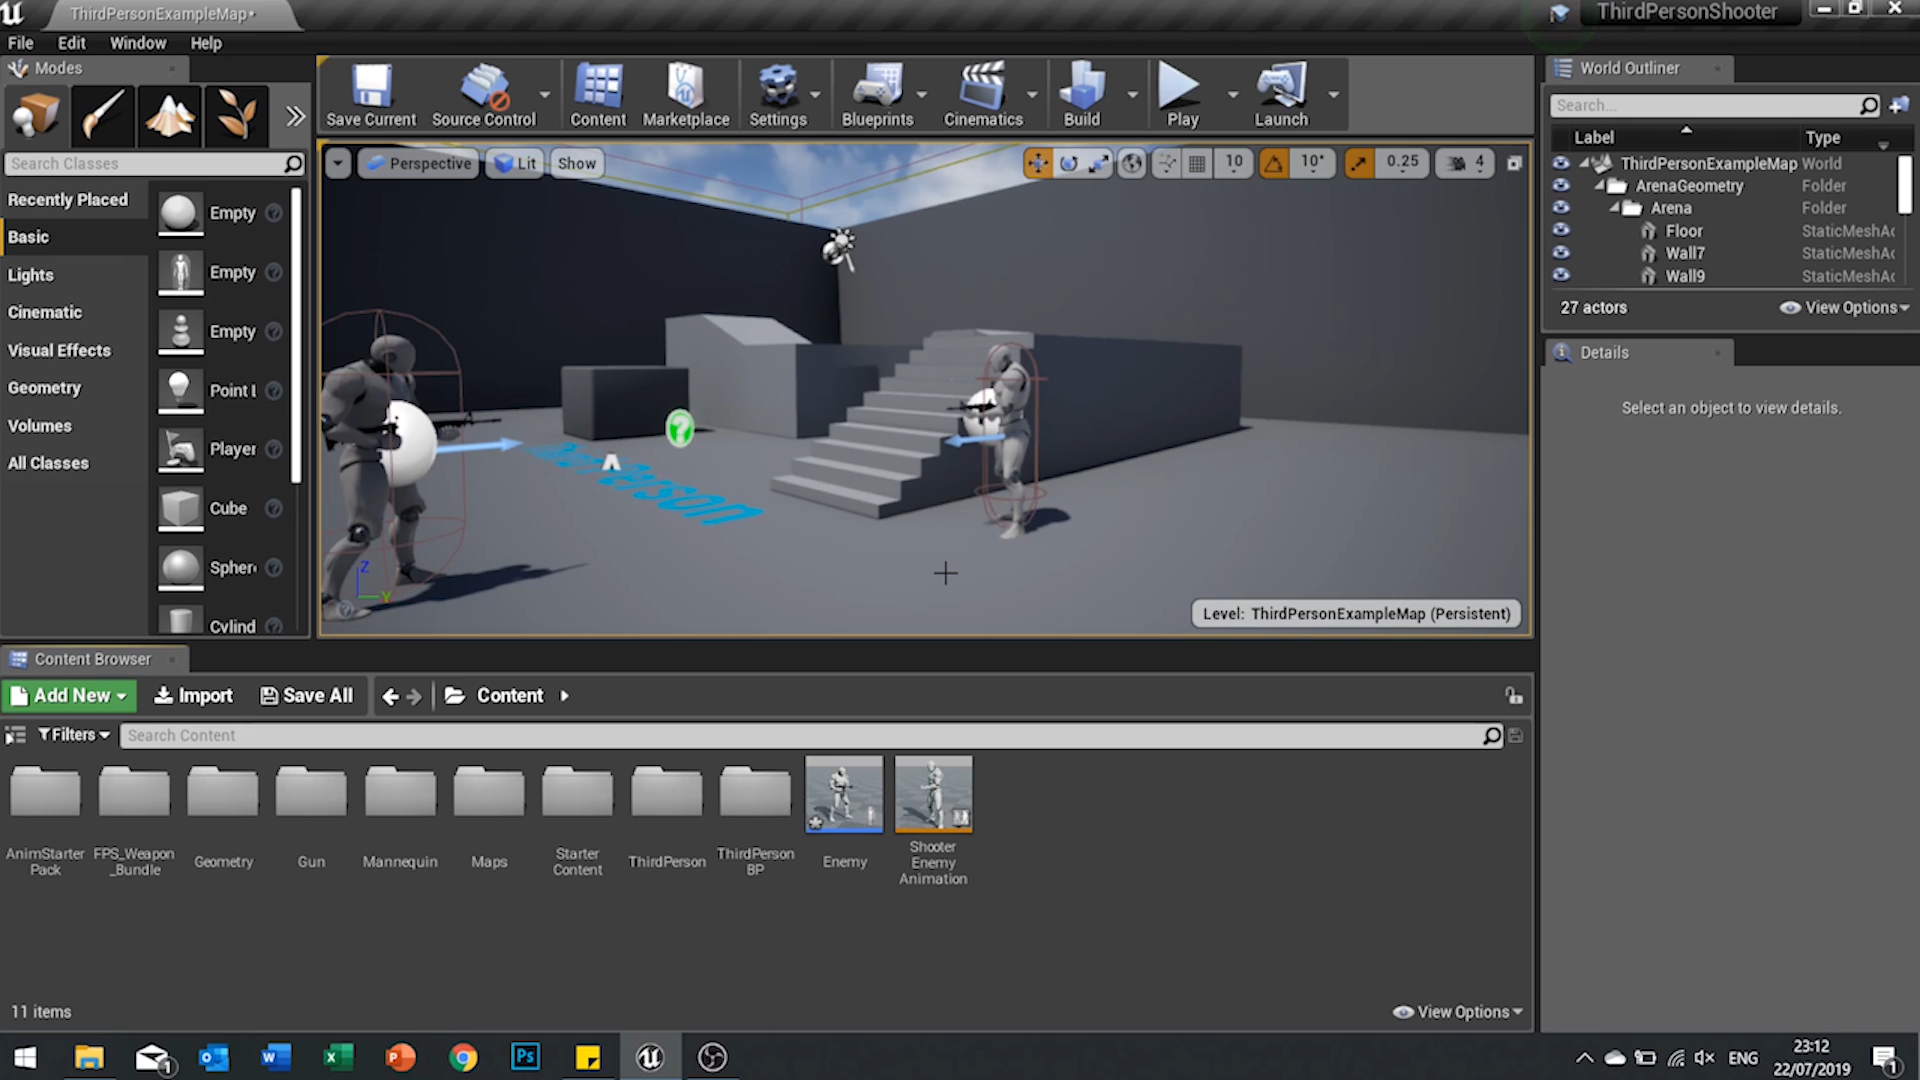 ThirdPersonExampleMap*
ThirdPersonShooter
File Edit Window Help
Modes
Save Current
Source Control
Content
Marketplace
Settings
Blueprints
Cinematics
Build
Play
Launch
World Outliner
Search...
Label Type
ThirdPersonExampleMap World
ArenaGeometry Folder
Arena Folder
Floor StaticMeshAc
Wall7 StaticMeshAc
Wall9 StaticMeshAc
27 actors View Options
Details
Select an object to view details.
Search Classes
Recently Placed
Basic
Lights
Cinematic
Visual Effects
Geometry
Volumes
All Classes
Empty
Empty
Empty
Point L
Player
Cube
Sphere
Cylind
Perspective Lit Show
10 10° 0.25 4
Z
Y
Level: ThirdPersonExampleMap (Persistent)
Content Browser
Add New Import Save All Content
Filters Search Content
AnimStarter
Pack
FPS_Weapon
_Bundle
Geometry
Gun
Mannequin
Maps
Starter
Content
ThirdPerson
ThirdPerson
BP
Enemy
Shooter
Enemy
Animation
11 items View Options
1
Ps
ENG
23:12
22/07/2019
1